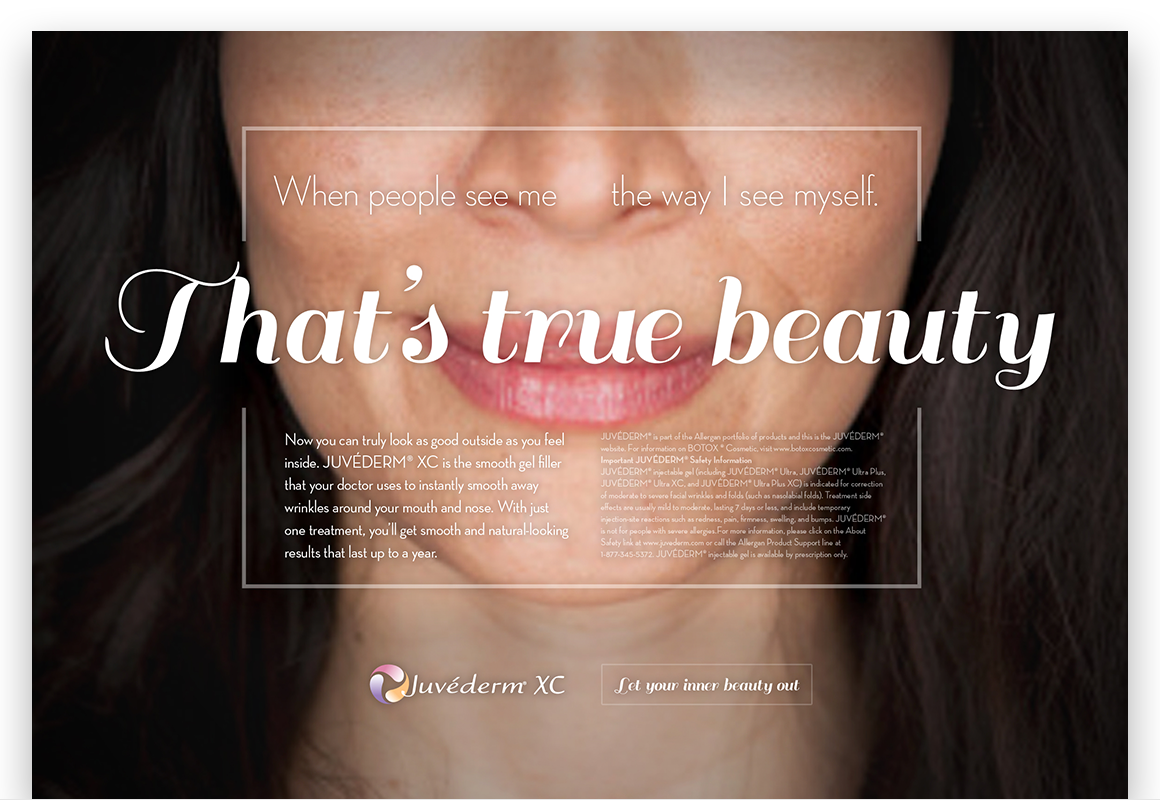 When people see me the way I see myself.
That's true beauty
Now you can truly look as good outside as you feel
inside. JUVÉDERM® XC is the smooth gel filler
that your doctor uses to instantly smooth away
wrinkles around your mouth and nose. With just
one treatment, you'll get smooth and natural-looking
results that last up to a year.
JUVÉDERM® is part of the Allergan portfolio of products and this is the JUVÉDERM®
website. For information on BOTOX ® Cosmetic, visit www.botoxcosmetic.com.
Important JUVÉDERM® Safety Information
JUVÉDERM® injectable gel (including JUVÉDERM® Ultra, JUVÉDERM® Ultra Plus,
JUVÉDERM® Ultra XC, and JUVÉDERM® Ultra Plus XC) is indicated for correction
of moderate to severe facial wrinkles and folds (such as nasolabial folds). Treatment side
effects are usually mild to moderate, lasting 7 days or less, and include temporary
injection-site reactions such as redness, pain, firmness, swelling, and bumps. JUVÉDERM®
is not for people with severe allergies. For more information, please click on the About
Safety link at www.juvederm.com or call the Allergan Product Support line at
1-877-345-5372. JUVÉDERM® injectable gel is available by prescription only.
Juvéderm® XC
Let your inner beauty out